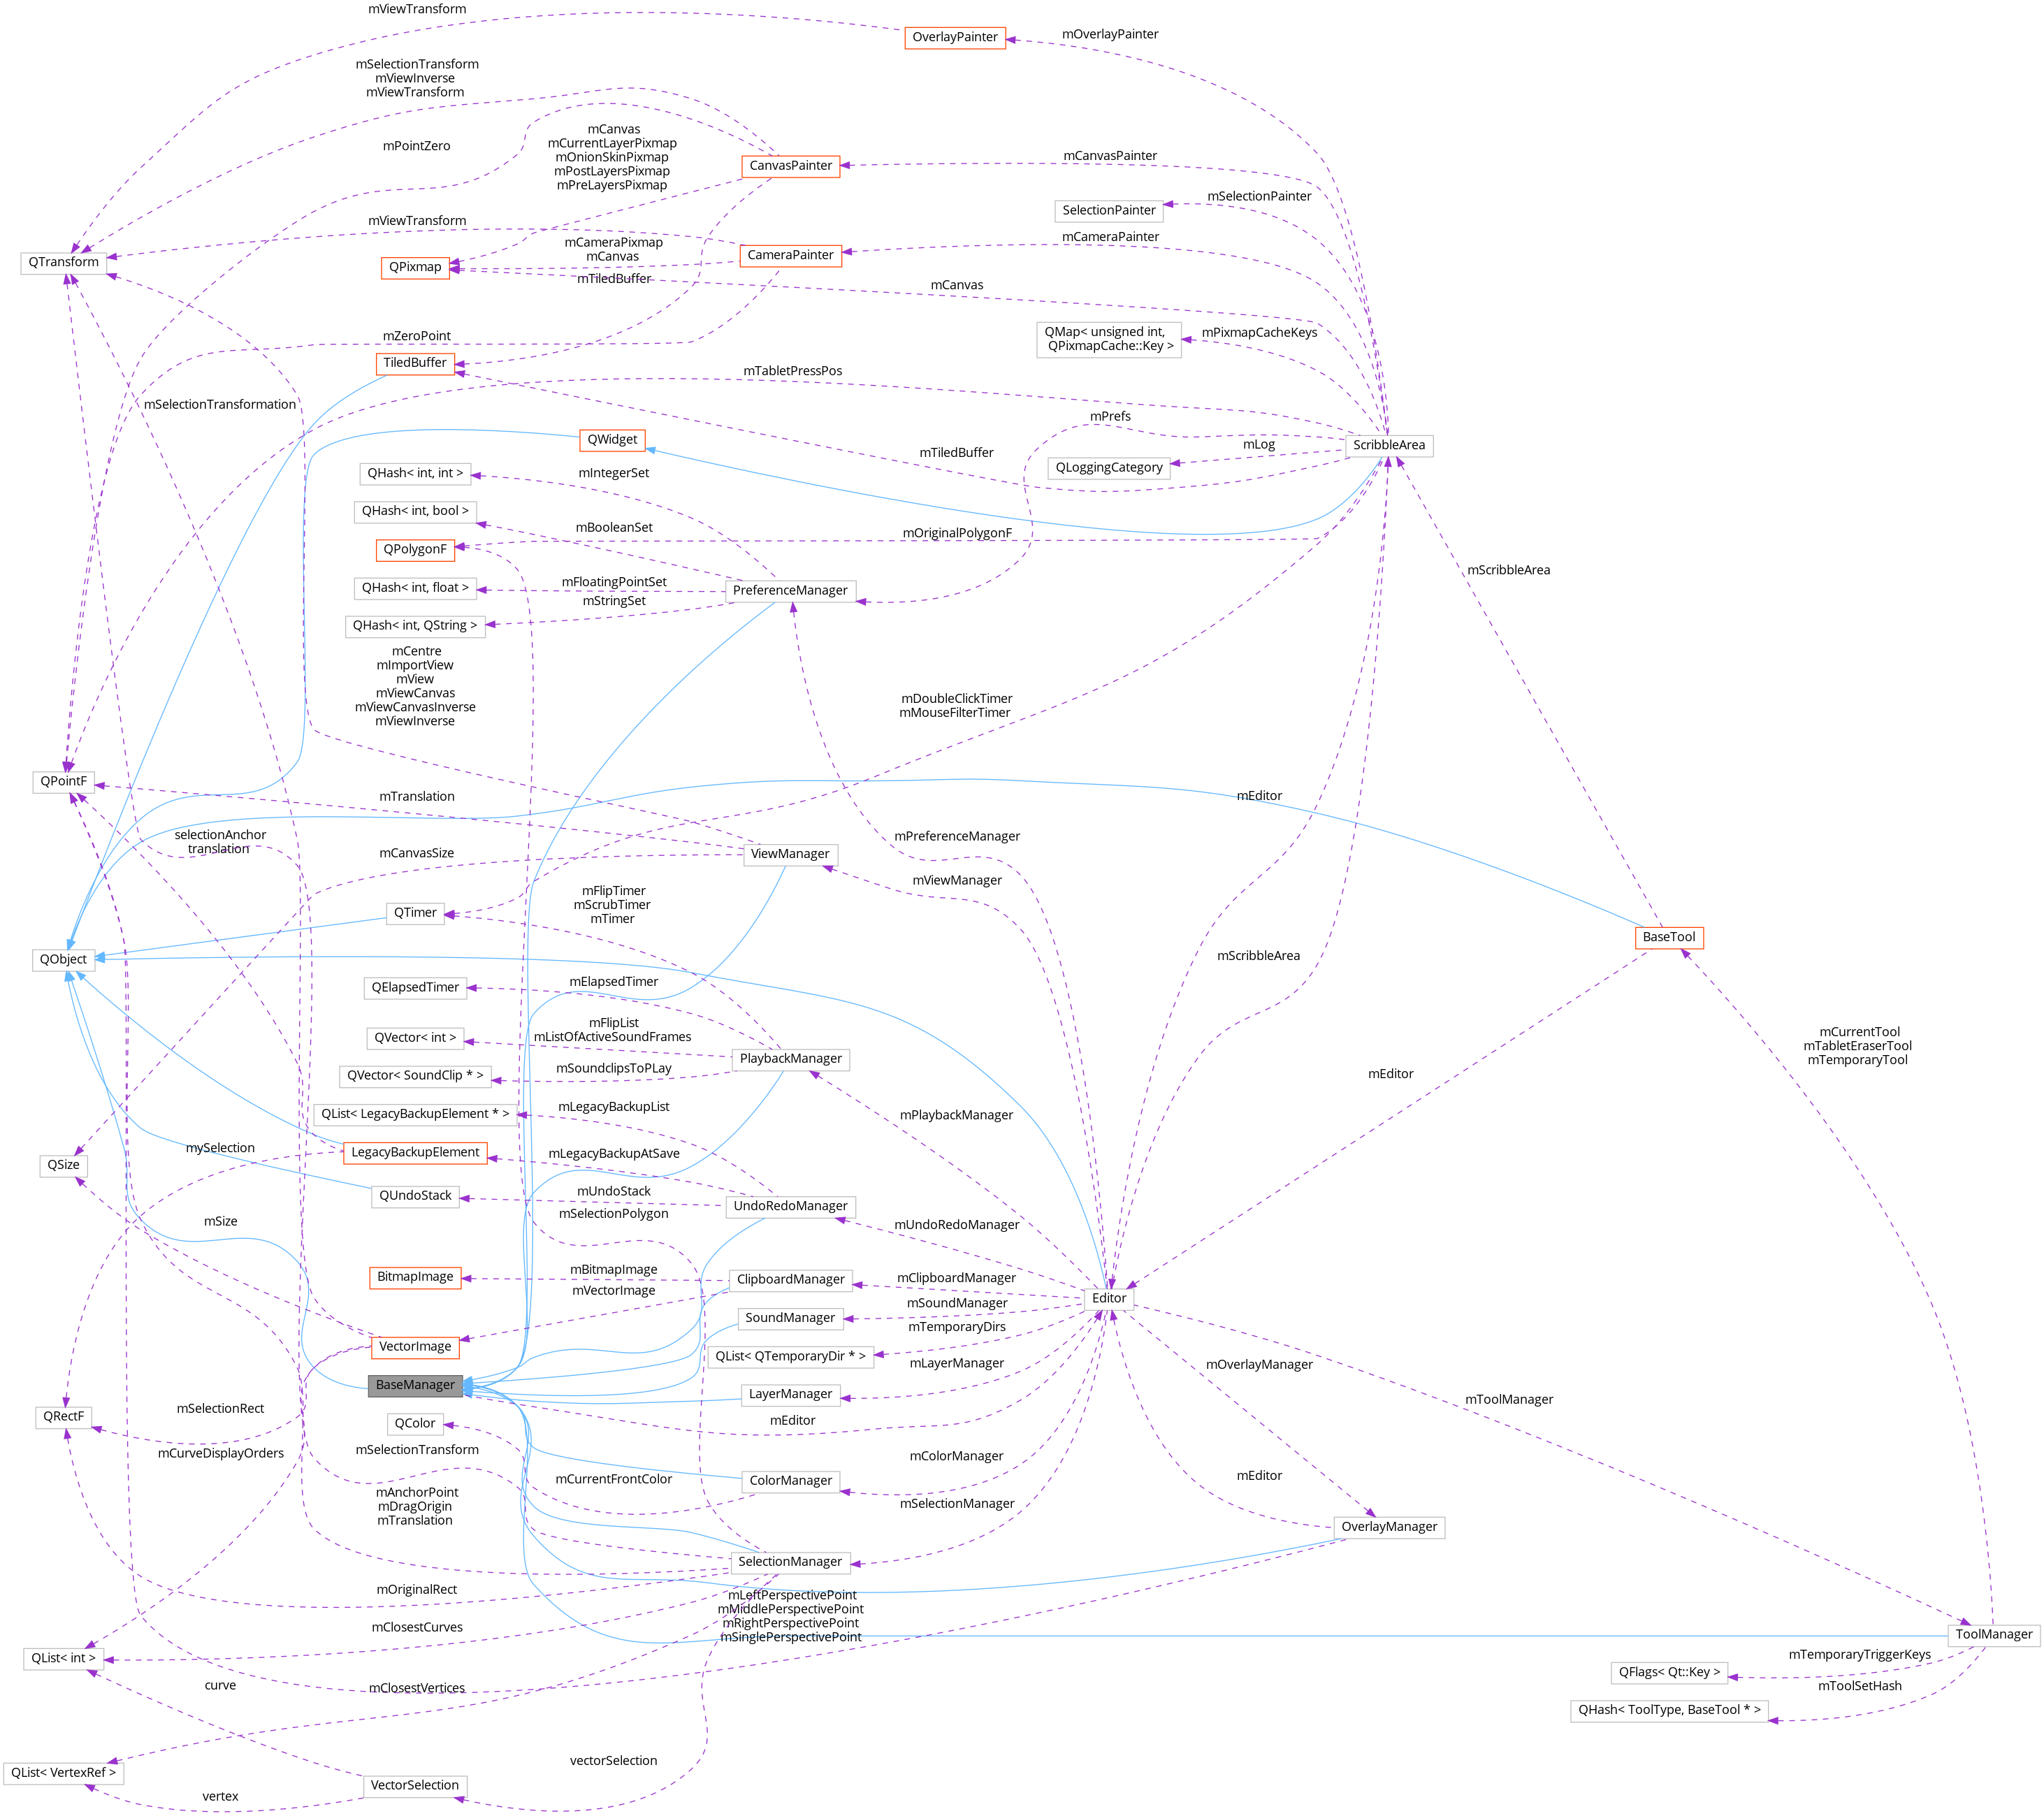 mViewTransform
OverlayPainter
mOverlayPainter
mSelectionTransform
mViewInverse
mViewTransform
mCanvas
mCurrentLayerPixmap
mOnionSkinPixmap
mPostLayersPixmap
mPreLayersPixmap
mPointZero
CanvasPainter
mCanvasPainter
SelectionPainter
mSelectionPainter
mViewTransform
mCameraPainter
QTransform
QPixmap
mCameraPixmap
mCanvas
CameraPainter
mTiledBuffer
mCanvas
mZeroPoint
QMap< unsigned int,
QPixmapCache::Key >
mPixmapCacheKeys
TiledBuffer
mTabletPressPos
mSelectionTransformation
mPrefs
QWidget
ScribbleArea
mTiledBuffer
mLog
QLoggingCategory
QHash< int, int >
mIntegerSet
QHash< int, bool >
mBooleanSet
mOriginalPolygonF
QPolygonF
mScribbleArea
QHash< int, float >
mFloatingPointSet
PreferenceManager
mStringSet
QHash< int, QString >
mCentre
mImportView
mView
mViewCanvas
mViewCanvasInverse
mViewInverse
mDoubleClickTimer
mMouseFilterTimer
QPointF
mTranslation
mEditor
selectionAnchor
translation
mCanvasSize
ViewManager
mPreferenceManager
mViewManager
mFlipTimer
mScrubTimer
mTimer
QTimer
BaseTool
QObject
mScribbleArea
QElapsedTimer
mElapsedTimer
QVector< int >
mFlipList
mListOfActiveSoundFrames
PlaybackManager
mCurrentTool
mTabletEraserTool
mTemporaryTool
QVector< SoundClip * >
mSoundclipsToPLay
mEditor
QList< LegacyBackupElement * >
mLegacyBackupList
mPlaybackManager
mySelection
LegacyBackupElement
mLegacyBackupAtSave
QSize
QUndoStack
mUndoStack
mSelectionPolygon
UndoRedoManager
mSize
mUndoRedoManager
BitmapImage
mBitmapImage
mVectorImage
ClipboardManager
mClipboardManager
Editor
SoundManager
mSoundManager
mTemporaryDirs
VectorImage
QList< QTemporaryDir * >
mLayerManager
mOverlayManager
BaseManager
LayerManager
mToolManager
mSelectionRect
QRectF
QColor
mEditor
mCurveDisplayOrders
mSelectionTransform
mCurrentFrontColor
ColorManager
mColorManager
mEditor
mAnchorPoint
mDragOrigin
mTranslation
mSelectionManager
OverlayManager
SelectionManager
mOriginalRect
mLeftPerspectivePoint
mMiddlePerspectivePoint
mRightPerspectivePoint
mSinglePerspectivePoint
mClosestCurves
ToolManager
QList< int >
mTemporaryTriggerKeys
QFlags< Qt::Key >
curve
mClosestVertices
mToolSetHash
QHash< ToolType, BaseTool * >
QList< VertexRef >
vectorSelection
VectorSelection
vertex